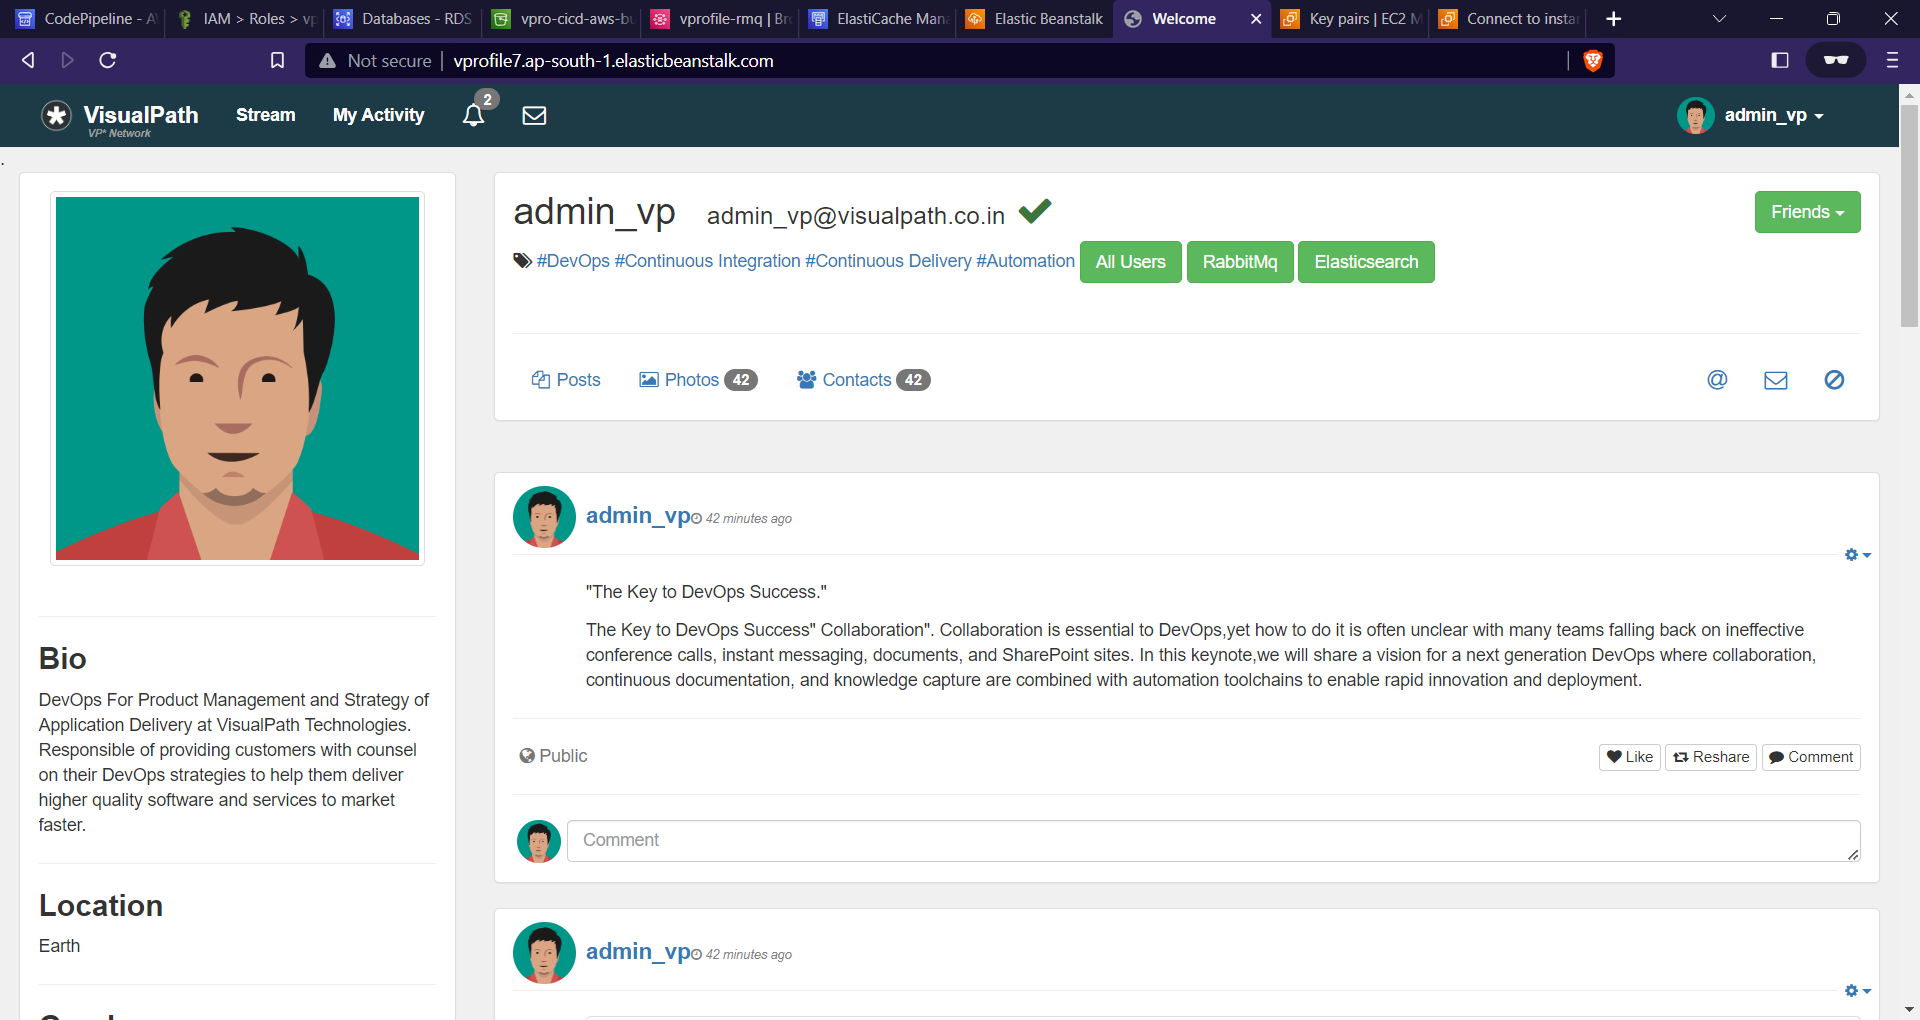 CodePipeline - A
IAM > Roles > vp
Databases - RDS
vpro-cicd-aws-bu
vprofile-rmq | Bro
ElastiCache Mana
Elastic Beanstalk
Welcome
Key pairs | EC2 M
Connect to instan
Not secure
vprofile7.ap-south-1.elasticbeanstalk.com
VisualPath
VP* Network
Stream
My Activity
2
admin_vp
.
admin_vp admin_vp@visualpath.co.in
Friends
#DevOps #Continuous Integration #Continuous Delivery #Automation All Users RabbitMq Elasticsearch
Posts
Photos 42
Contacts 42
@
Bio
DevOps For Product Management and Strategy of
Application Delivery at VisualPath Technologies.
Responsible of providing customers with counsel
on their DevOps strategies to help them deliver
higher quality software and services to market
faster.
Location
Earth
admin_vp 42 minutes ago
"The Key to DevOps Success."
The Key to DevOps Success" Collaboration". Collaboration is essential to DevOps,yet how to do it is often unclear with many teams falling back on ineffective
conference calls, instant messaging, documents, and SharePoint sites. In this keynote,we will share a vision for a next generation DevOps where collaboration,
continuous documentation, and knowledge capture are combined with automation toolchains to enable rapid innovation and deployment.
Public
Like
Reshare
Comment
Comment
admin_vp 42 minutes ago